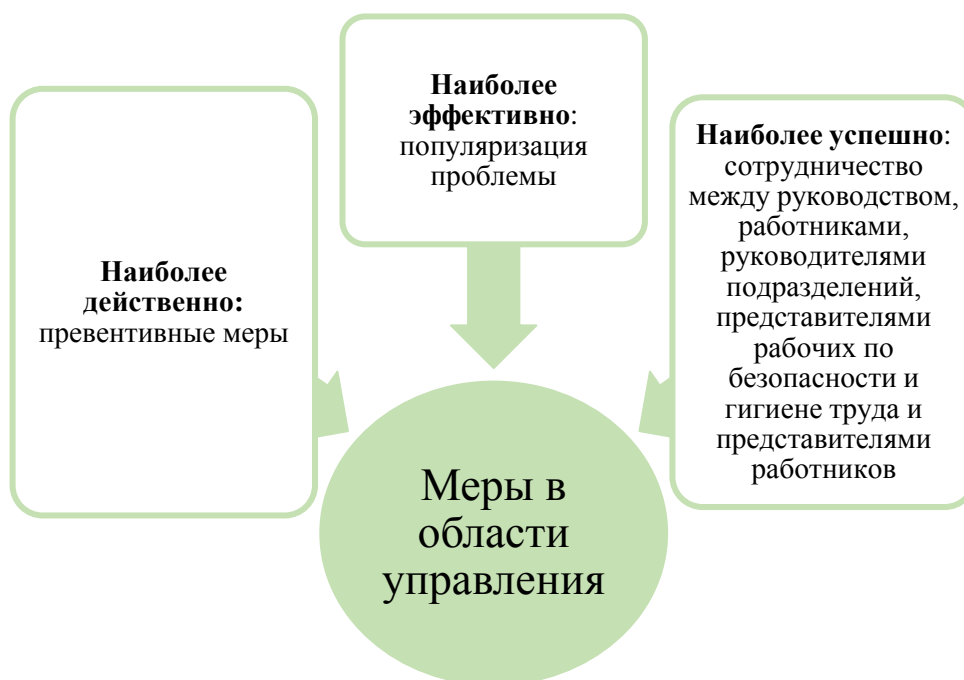 Наиболее
действенно:
превентивные меры
Наиболее
эффективно:
популяризация
проблемы
Наиболее успешно:
сотрудничество
между руководством,
работниками,
руководителями
подразделений,
представителями
рабочих по
безопасности и
гигиене труда и
представителями
работников
Меры в
области
управления